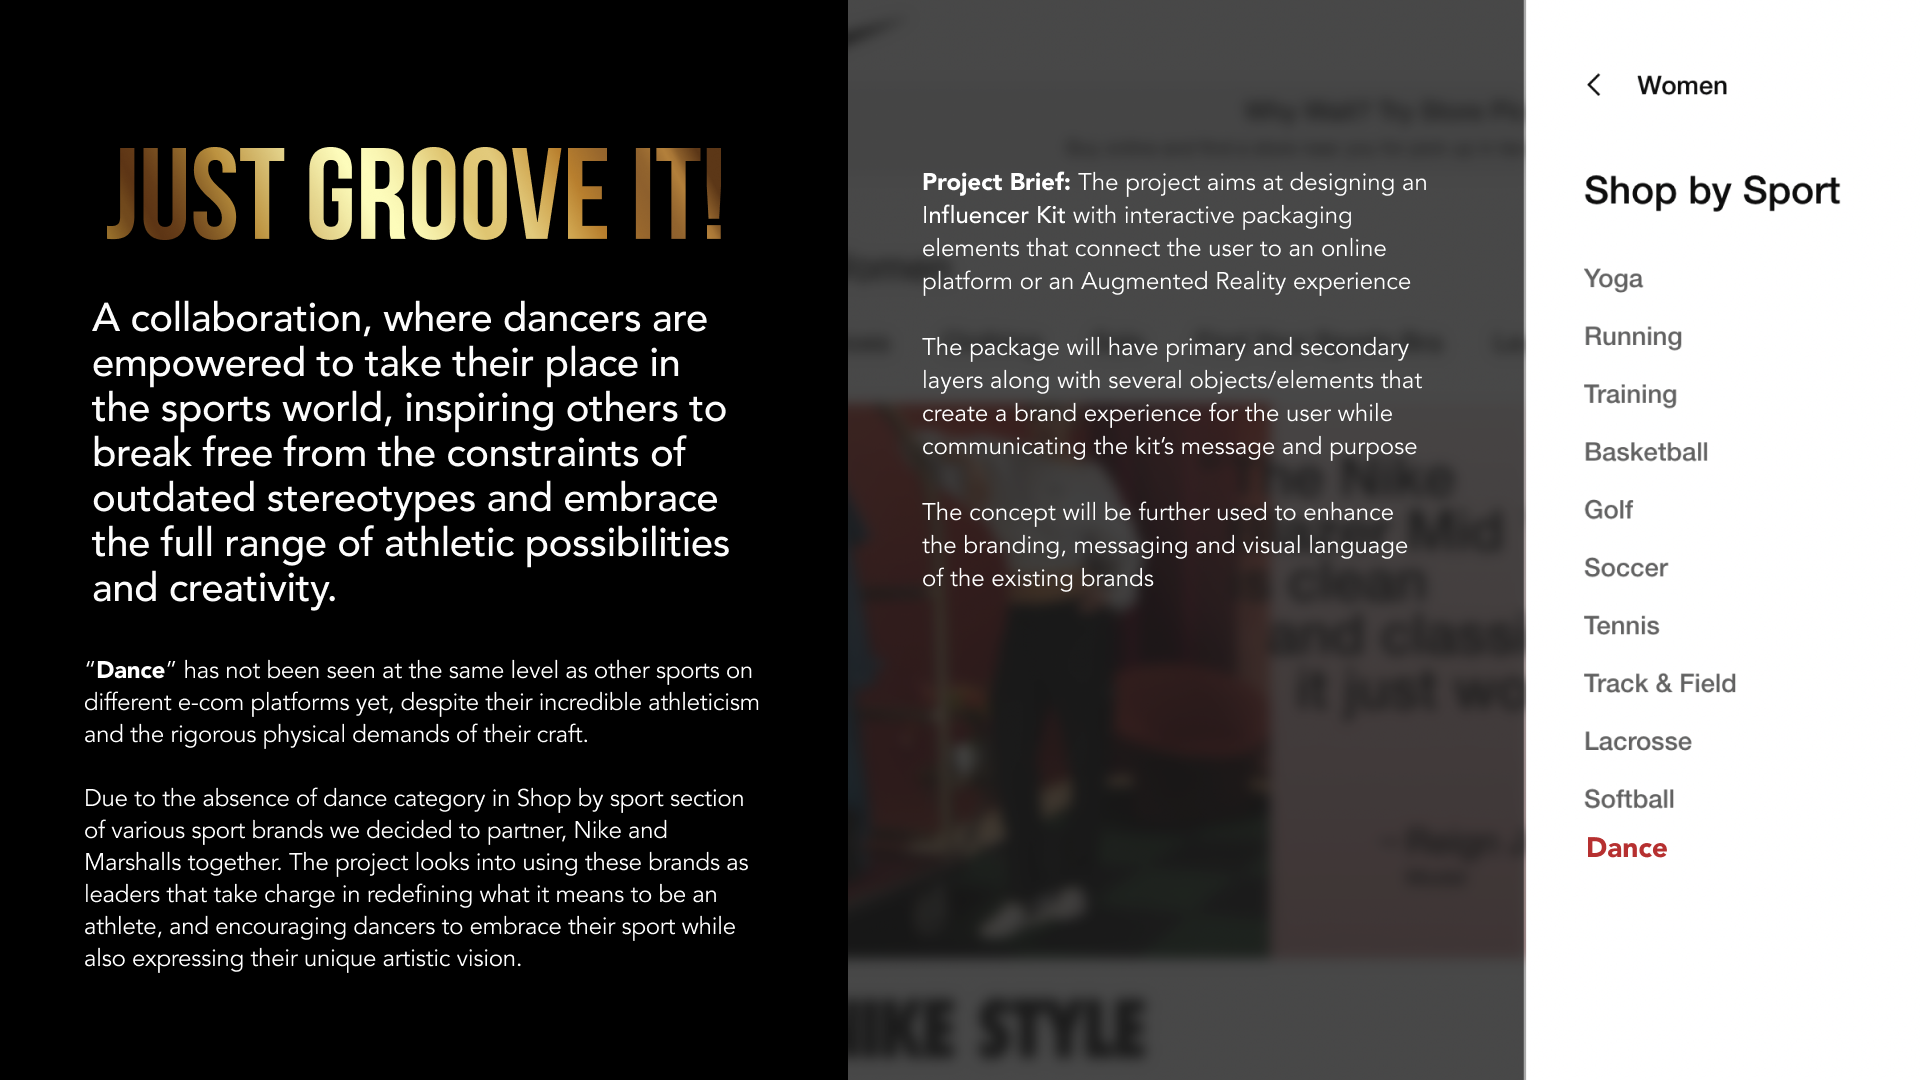 JUST GROOVE IT!
A collaboration, where dancers are
empowered to take their place in
the sports world, inspiring others to
break free from the constraints of
outdated stereotypes and embrace
the full range of athletic possibilities
and creativity.
“Dance” has not been seen at the same level as other sports on
different e-com platforms yet, despite their incredible athleticism
and the rigorous physical demands of their craft.
Due to the absence of dance category in Shop by sport section
of various sport brands we decided to partner, Nike and
Marshalls together. The project looks into using these brands as
leaders that take charge in redefining what it means to be an
athlete, and encouraging dancers to embrace their sport while
also expressing their unique artistic vision.
Project Brief: The project aims at designing an
Influencer Kit with interactive packaging
elements that connect the user to an online
platform or an Augmented Reality experience
The package will have primary and secondary
layers along with several objects/elements that
create a brand experience for the user while
communicating the kit’s message and purpose
The concept will be further used to enhance
the branding, messaging and visual language
of the existing brands
The Nike
Mid
clean
and
it just
STYLE
Women
Shop by Sport
Yoga
Running
Training
Basketball
Golf
Soccer
Tennis
Track & Field
Lacrosse
Softball
Dance